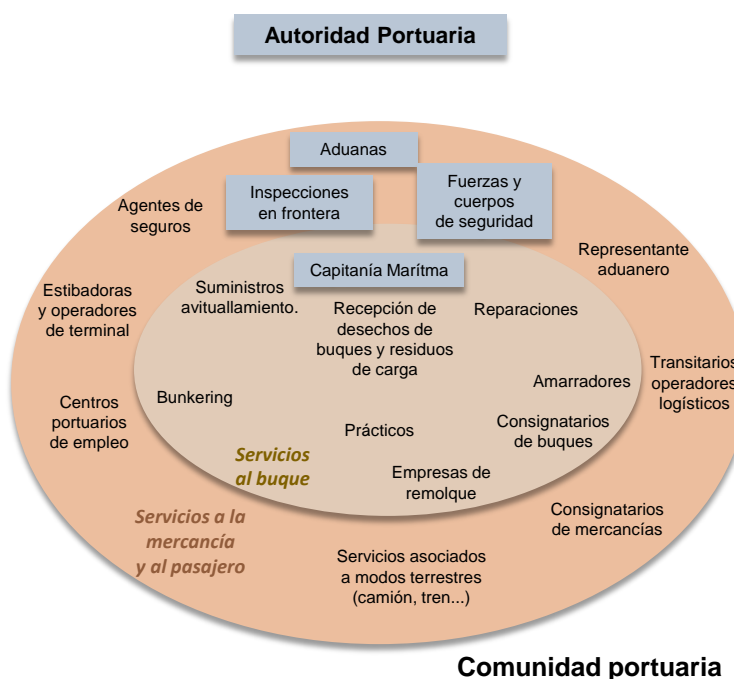 Autoridad Portuaria
Aduanas
Inspecciones
en frontera
Fuerzas y
cuerpos
de seguridad
Agentes de
seguros
Representante
aduanero
Capitanía Marítma
Suministros
avituallamiento.
Estibadoras
y operadores
de terminal
Recepción de
desechos de
buques y residuos
de carga
Reparaciones
Transitarios
operadores
logísticos
Amarradores
Bunkering
Centros
portuarios
de empleo
Prácticos
Consignatarios
de buques
Servicios
al buque
Empresas de
remolque
Servicios a la
mercancía
y al pasajero
Consignatarios
de mercancías
Servicios asociados
a modos terrestres
(camión, tren...)
Comunidad portuaria